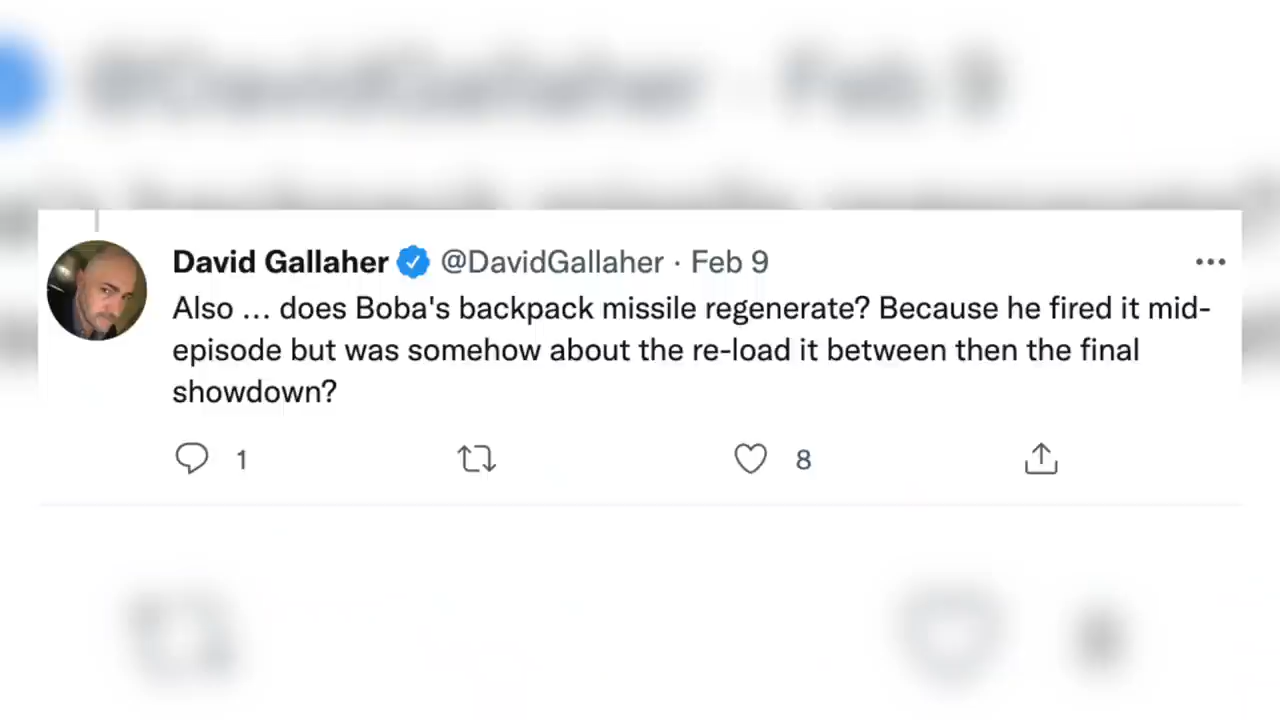 David Gallaher @DavidGallaher · Feb 9
Also ... does Boba's backpack missile regenerate? Because he fired it mid-
episode but was somehow about the re-load it between then the final
showdown?
1 8